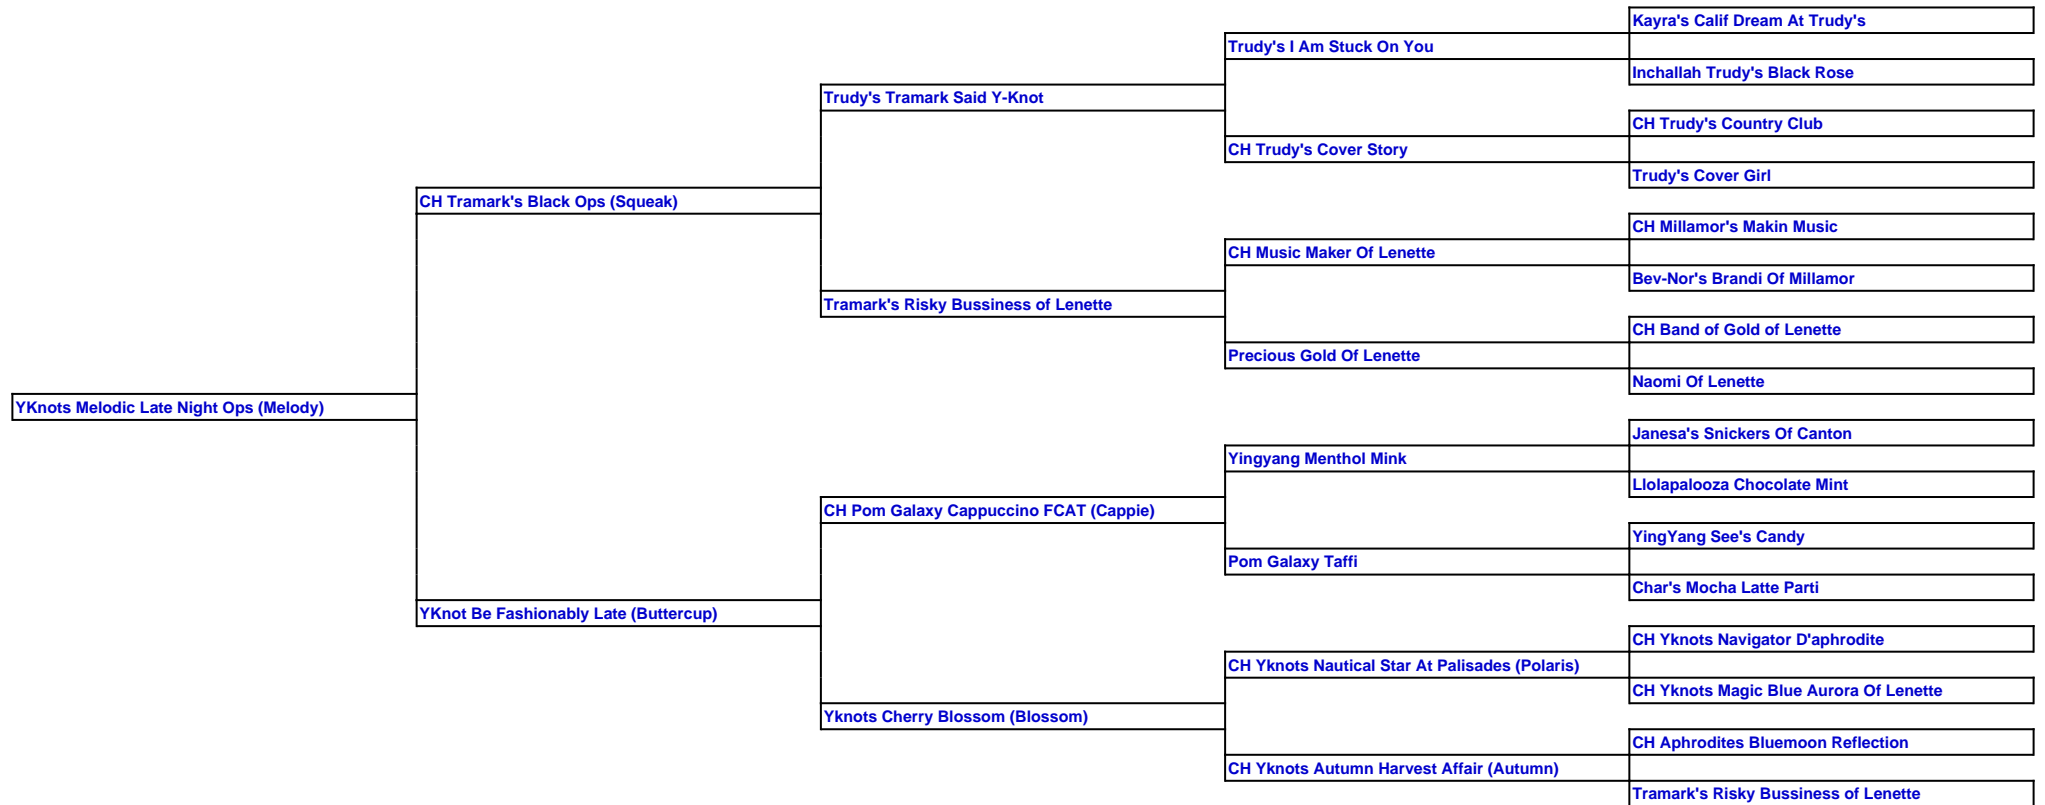 Kayra's Calif Dream At Trudy's
Trudy's I Am Stuck On You
Inchallah Trudy's Black Rose
Trudy's Tramark Said Y-Knot
CH Trudy's Country Club
CH Trudy's Cover Story
Trudy's Cover Girl
CH Tramark's Black Ops (Squeak)
CH Millamor's Makin Music
CH Music Maker Of Lenette
Bev-Nor's Brandi Of Millamor
Tramark's Risky Bussiness of Lenette
CH Band of Gold of Lenette
Precious Gold Of Lenette
Naomi Of Lenette
YKnots Melodic Late Night Ops (Melody)
Janesa's Snickers Of Canton
Yingyang Menthol Mink
Llolapalooza Chocolate Mint
CH Pom Galaxy Cappuccino FCAT (Cappie)
YingYang See's Candy
Pom Galaxy Taffi
Char's Mocha Latte Parti
YKnot Be Fashionably Late (Buttercup)
CH Yknots Navigator D'aphrodite
CH Yknots Nautical Star At Palisades (Polaris)
CH Yknots Magic Blue Aurora Of Lenette
Yknots Cherry Blossom (Blossom)
CH Aphrodites Bluemoon Reflection
CH Yknots Autumn Harvest Affair (Autumn)
Tramark's Risky Bussiness of Lenette